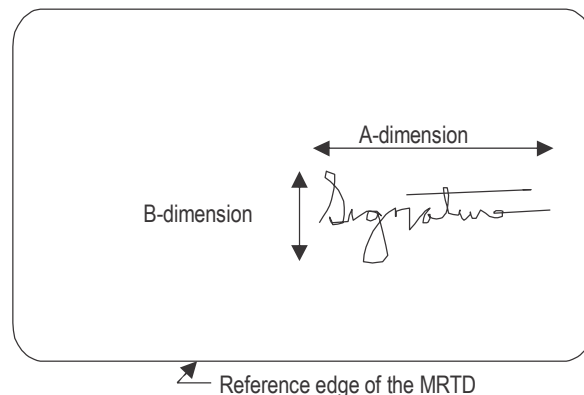 A-dimension
B-dimension
Signature
Reference edge of the MRTD